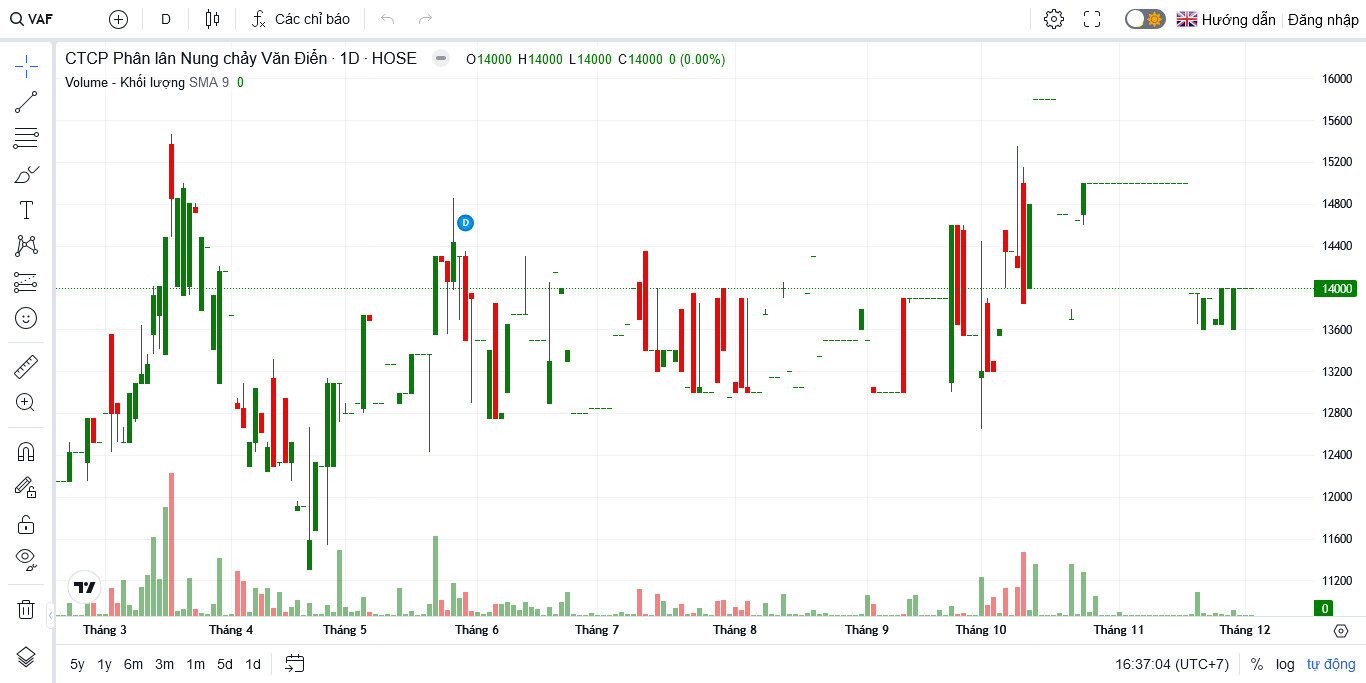 VAF D Các chỉ báo Hướng dẫn Đăng nhập
CTCP Phân lân Nung chảy Văn Điển · 1D · HOSE O14000 H14000 L14000 C14000 0 (0.00%)
Volume - Khối lượng SMA 9 0
D
16000
15600
15200
14800
14400
14000
13600
13200
12800
12400
12000
11600
11200
0
Tháng 3 Tháng 4 Tháng 5 Tháng 6 Tháng 7 Tháng 8 Tháng 9 Tháng 10 Tháng 11 Tháng 12
5y 1y 6m 3m 1m 5d 1d 16:37:04 (UTC+7) % log tự động